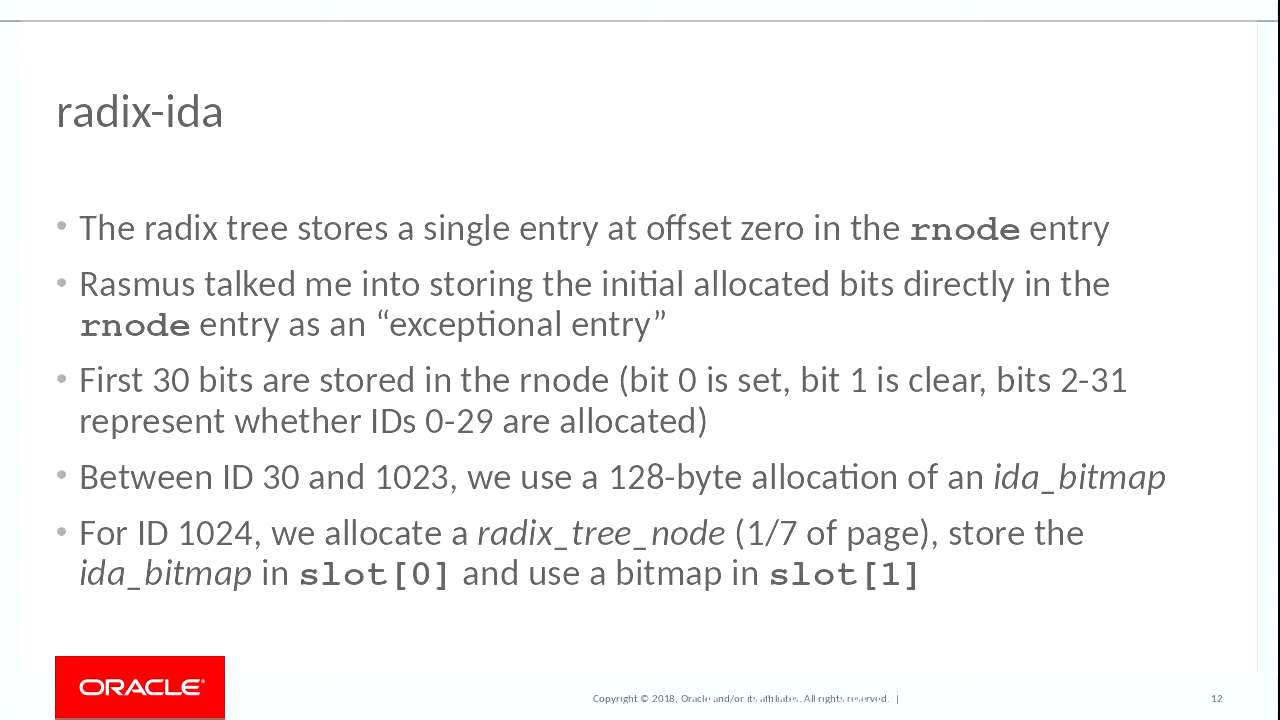 radix-ida
• The radix tree stores a single entry at offset zero in the rnode entry
• Rasmus talked me into storing the initial allocated bits directly in the
rnode entry as an “exceptional entry”
• First 30 bits are stored in the rnode (bit 0 is set, bit 1 is clear, bits 2-31
represent whether IDs 0-29 are allocated)
• Between ID 30 and 1023, we use a 128-byte allocation of an ida_bitmap
• For ID 1024, we allocate a radix_tree_node (1/7 of page), store the
ida_bitmap in slot[0] and use a bitmap in slot[1]
ORACLE®
Copyright © 2018, Oracle and/or its affiliates. All rights reserved. |
12